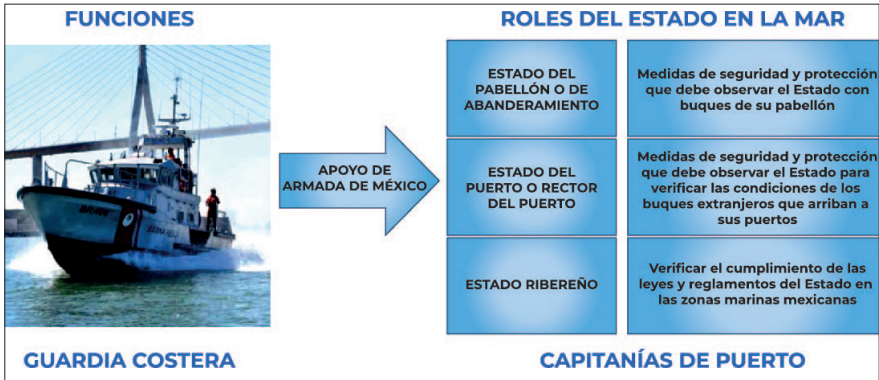 FUNCIONES
ROLES DEL ESTADO EN LA MAR
APOYO DE
ARMADA DE MÉXICO
ESTADO DEL
PABELLÓN O DE
ABANDERAMIENTO
Medidas de seguridad y protección
que debe observar el Estado con
buques de su pabellón
ESTADO DEL
PUERTO O RECTOR
DEL PUERTO
Medidas de seguridad y protección
que debe observar el Estado para
verificar las condiciones de los
buques extranjeros que arriban a
sus puertos
ESTADO RIBEREÑO
Verificar el cumplimiento de las
leyes y reglamentos del Estado en
las zonas marinas mexicanas
GUARDIA COSTERA
CAPITANÍAS DE PUERTO